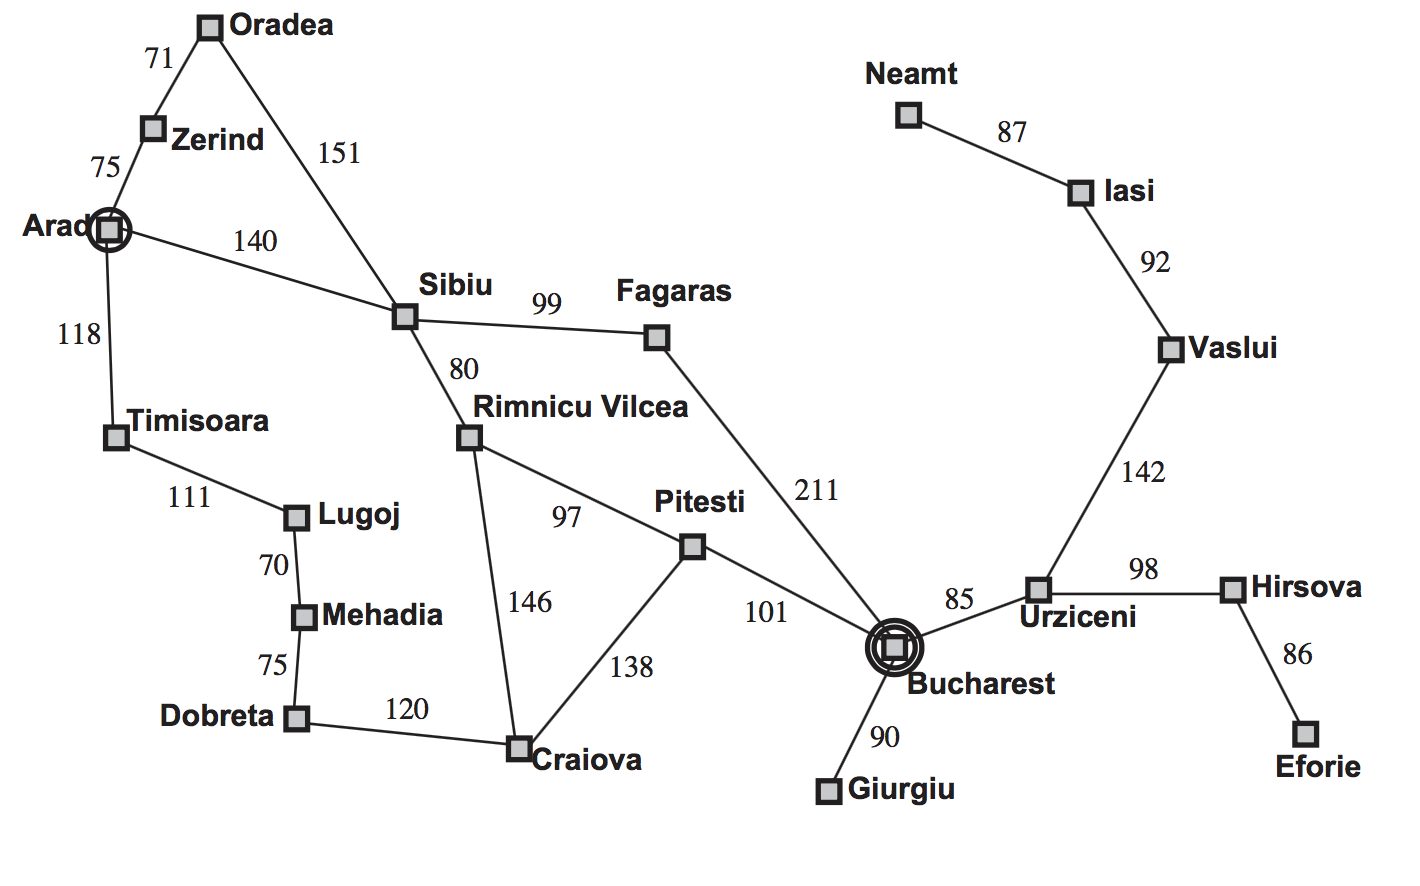 Oradea
71
Neamt
87
Zerind
151
75
Iasi
Arad
140
92
Sibiu
Fagaras
99
118
Vaslui
80
Timisoara
Rimnicu Vilcea
142
211
111
Lugoj
97
Pitesti
70
98
146
101
85
Hirsova
Mehadia
Urziceni
75
138
86
Bucharest
Dobreta
120
90
Craiova
Eforie
Giurgiu